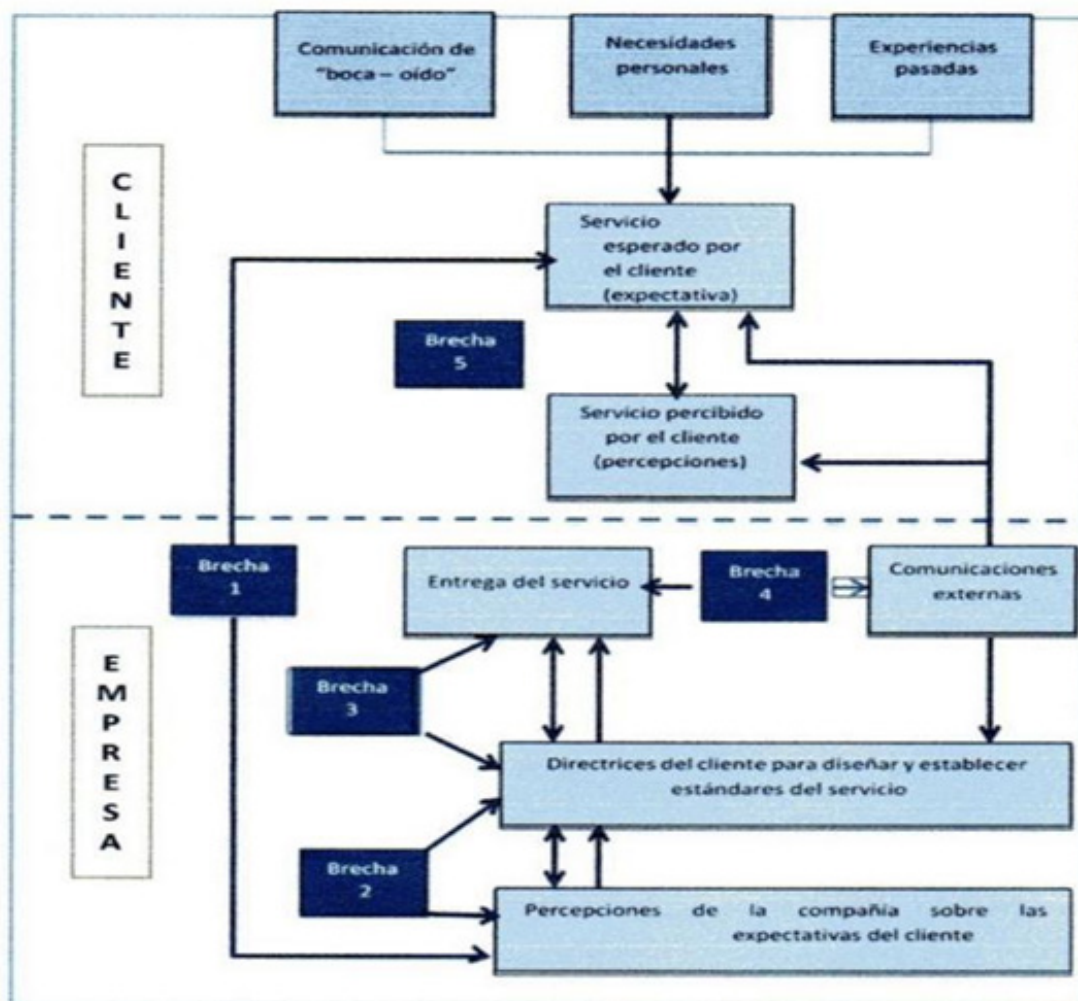 Comunicación de
"boca – oído"
Necesidades
personales
Experiencias
pasadas
CLIENTE
Servicio
esperado por
el cliente
(expectativa)
Brecha
5
Servicio percibido
por el cliente
(percepciones)
Brecha
1
Entrega del servicio
Brecha
4
Comunicaciones
externas
EMPRESA
Brecha
3
Directrices del cliente para diseñar y establecer
estándares del servicio
Brecha
2
Percepciones de la compañía sobre las
expectativas del cliente